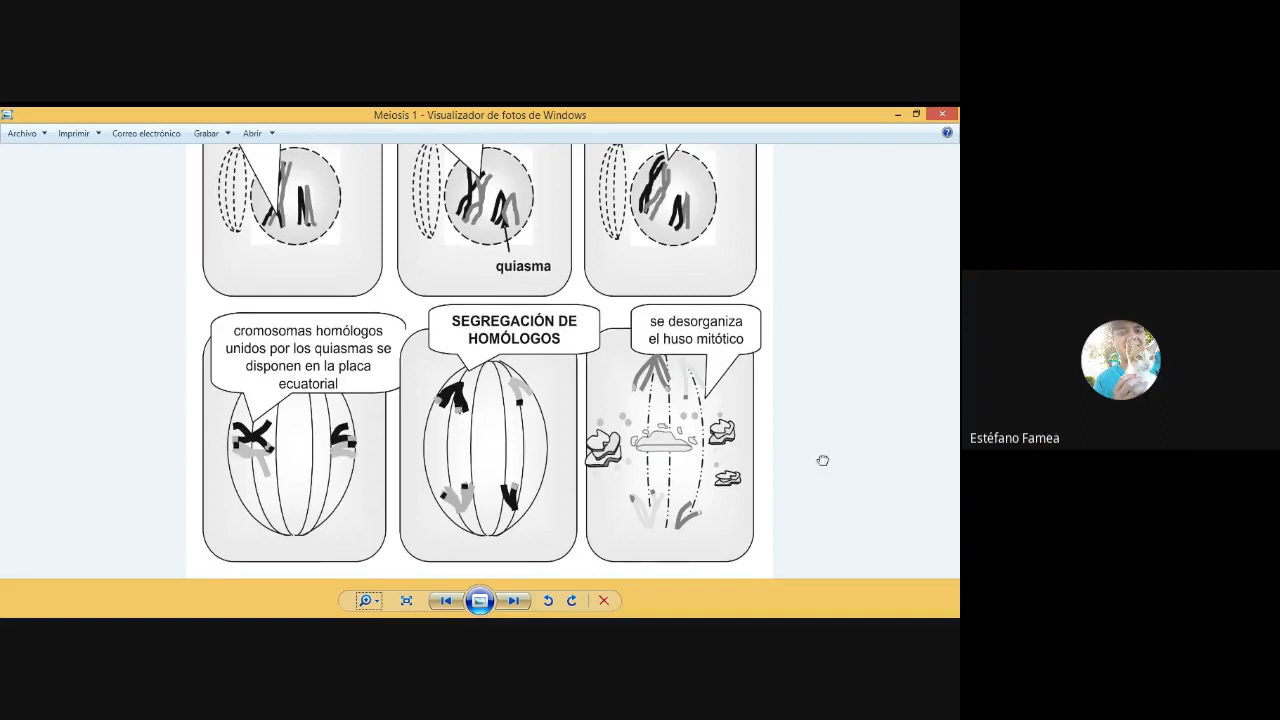 Meiosis 1 - Visualizador de fotos de Windows
Archivo Imprimir Correo electrónico Grabar Abrir
quiasma
cromosomas homólogos
unidos por los quiasmas se
disponen en la placa
ecuatorial
SEGREGACIÓN DE
HOMÓLOGOS
se desorganiza
el huso mitótico
Estéfano Famea